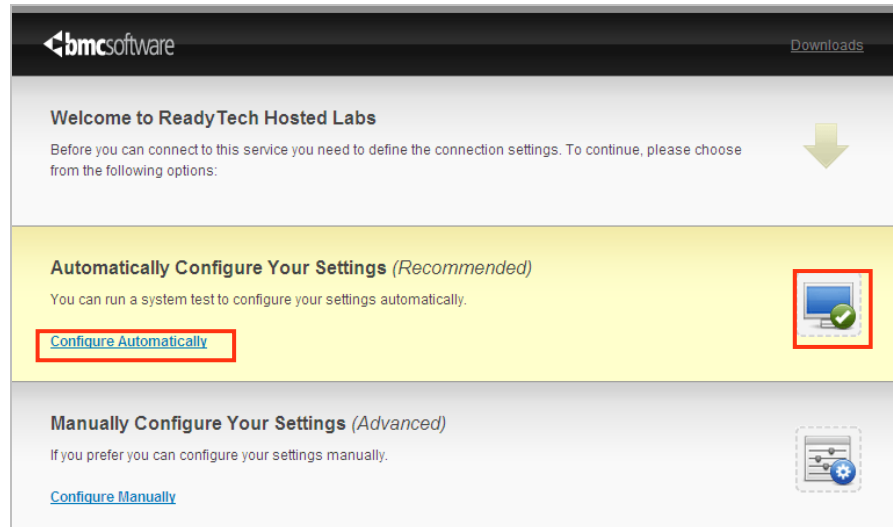 bmcsoftware
Downloads
Welcome to ReadyTech Hosted Labs
Before you can connect to this service you need to define the connection settings. To continue, please choose
from the following options:
Automatically Configure Your Settings (Recommended)
You can run a system test to configure your settings automatically.
Configure Automatically
Manually Configure Your Settings (Advanced)
If you prefer you can configure your settings manually.
Configure Manually